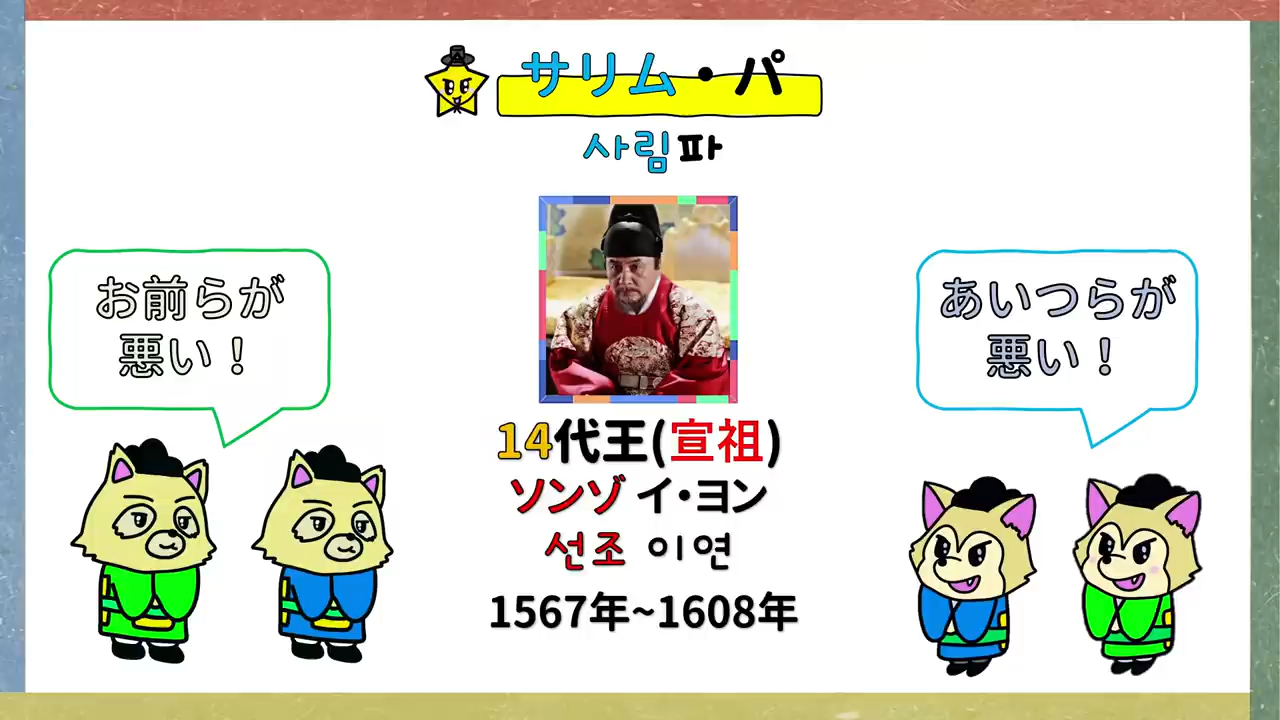 サリム・パ
사림파
お前らが
悪い！
あいつらが
悪い！
14代王(宣祖)
ソンゾ イ・ヨン
선조 이연
1567年~1608年